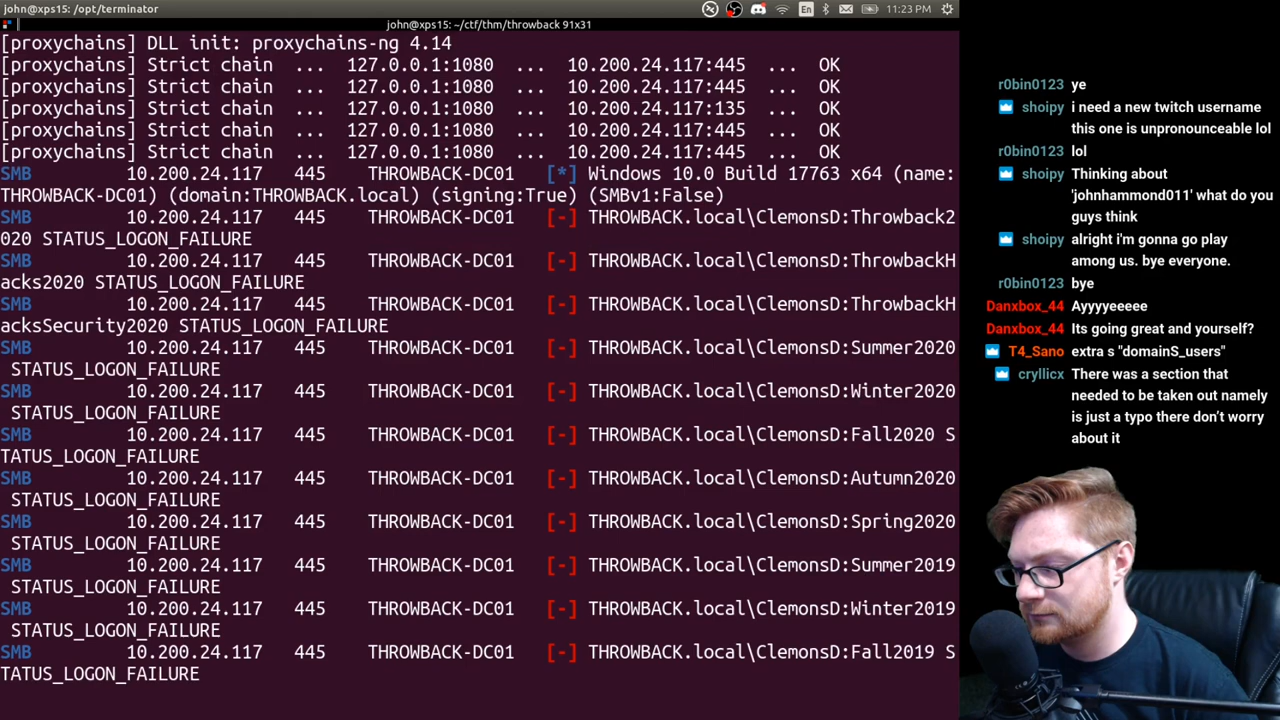 john@xps15: /opt/terminator
En
11:23 PM
john@xps15: ~/ctf/thm/throwback 91x31
[proxychains] DLL init: proxychains-ng 4.14
[proxychains] Strict chain  ...  127.0.0.1:1080  ...  10.200.24.117:445  ...  OK
[proxychains] Strict chain  ...  127.0.0.1:1080  ...  10.200.24.117:445  ...  OK
[proxychains] Strict chain  ...  127.0.0.1:1080  ...  10.200.24.117:135  ...  OK
[proxychains] Strict chain  ...  127.0.0.1:1080  ...  10.200.24.117:445  ...  OK
[proxychains] Strict chain  ...  127.0.0.1:1080  ...  10.200.24.117:445  ...  OK
SMB         10.200.24.117   445    THROWBACK-DC01   [*] Windows 10.0 Build 17763 x64 (name:
THROWBACK-DC01) (domain:THROWBACK.local) (signing:True) (SMBv1:False)
SMB         10.200.24.117   445    THROWBACK-DC01   [-] THROWBACK.local\ClemonsD:Throwback2
020 STATUS_LOGON_FAILURE
SMB         10.200.24.117   445    THROWBACK-DC01   [-] THROWBACK.local\ClemonsD:ThrowbackH
acks2020 STATUS_LOGON_FAILURE
SMB         10.200.24.117   445    THROWBACK-DC01   [-] THROWBACK.local\ClemonsD:ThrowbackH
acksSecurity2020 STATUS_LOGON_FAILURE
SMB         10.200.24.117   445    THROWBACK-DC01   [-] THROWBACK.local\ClemonsD:Summer2020
 STATUS_LOGON_FAILURE
SMB         10.200.24.117   445    THROWBACK-DC01   [-] THROWBACK.local\ClemonsD:Winter2020
 STATUS_LOGON_FAILURE
SMB         10.200.24.117   445    THROWBACK-DC01   [-] THROWBACK.local\ClemonsD:Fall2020 S
TATUS_LOGON_FAILURE
SMB         10.200.24.117   445    THROWBACK-DC01   [-] THROWBACK.local\ClemonsD:Autumn2020
 STATUS_LOGON_FAILURE
SMB         10.200.24.117   445    THROWBACK-DC01   [-] THROWBACK.local\ClemonsD:Spring2020
 STATUS_LOGON_FAILURE
SMB         10.200.24.117   445    THROWBACK-DC01   [-] THROWBACK.local\ClemonsD:Summer2019
 STATUS_LOGON_FAILURE
SMB         10.200.24.117   445    THROWBACK-DC01   [-] THROWBACK.local\ClemonsD:Winter2019
 STATUS_LOGON_FAILURE
SMB         10.200.24.117   445    THROWBACK-DC01   [-] THROWBACK.local\ClemonsD:Fall2019 S
TATUS_LOGON_FAILURE
r0bin0123 ye
shoipy i need a new twitch username
this one is unpronounceable lol
r0bin0123 lol
shoipy Thinking about
'johnhammond011' what do you
guys think
shoipy alright i'm gonna go play
among us. bye everyone.
r0bin0123 bye
Danxbox_44 Ayyyyeeeee
Danxbox_44 Its going great and yourself?
T4_Sano extra s "domainS_users"
cryllicx There was a section that
needed to be taken out namely
is just a typo there don’t worry
about it